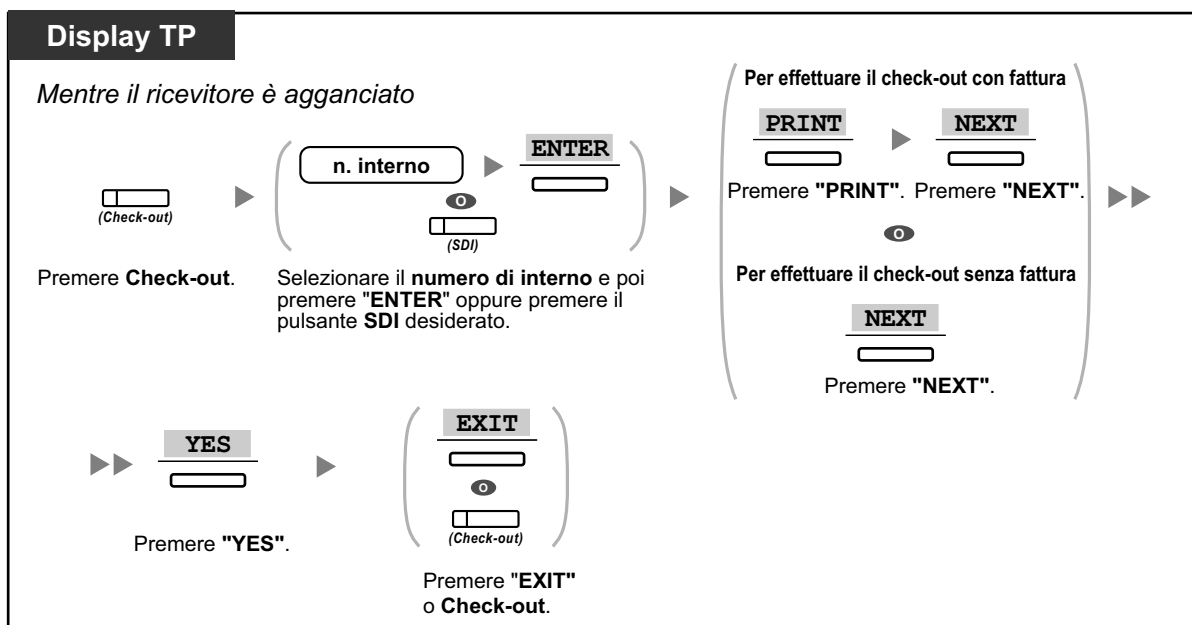 Display TP
Mentre il ricevitore è agganciato
(Check-out)
Premere Check-out.
n. interno
ENTER
O
(SDI)
Selezionare il numero di interno e poi
premere "ENTER" oppure premere il
pulsante SDI desiderato.
Per effettuare il check-out con fattura
PRINT
NEXT
Premere "PRINT". Premere "NEXT".
O
Per effettuare il check-out senza fattura
NEXT
Premere "NEXT".
YES
Premere "YES".
EXIT
O
(Check-out)
Premere "EXIT"
o Check-out.